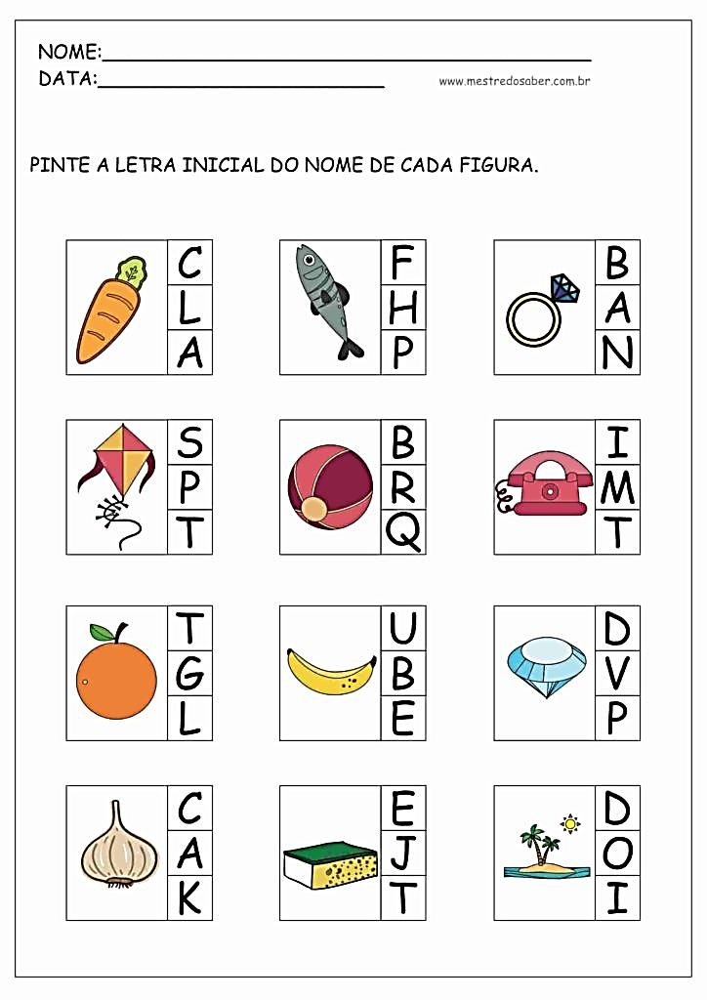 NOME:
DATA:
www.mestredosaber.com.br
PINTE A LETRA INICIAL DO NOME DE CADA FIGURA.
C
L
A
F
H
P
B
A
N
S
P
T
B
R
Q
I
M
T
T
G
L
U
B
E
D
V
P
C
A
K
E
J
T
D
O
I